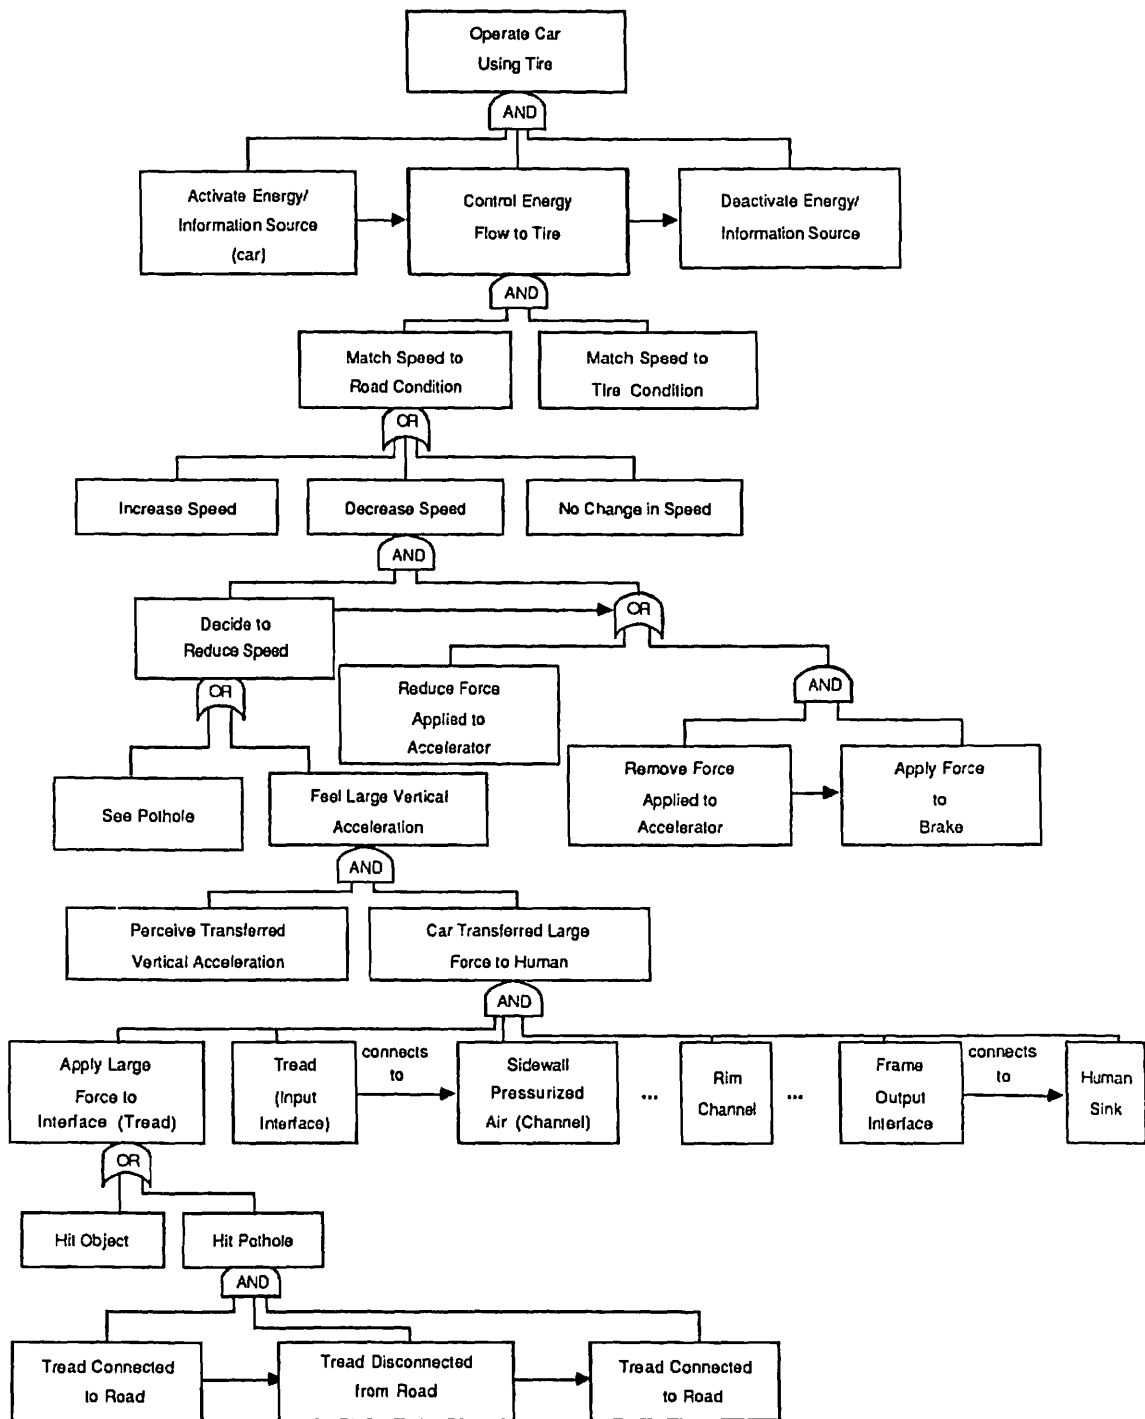 Operate Car
Using Tire
AND
Activate Energy/
Information Source
(car)
Control Energy
Flow to Tire
Deactivate Energy/
Information Source
AND
Match Speed to
Road Condition
Match Speed to
Tire Condition
OR
Increase Speed
Decrease Speed
No Change in Speed
AND
Decide to
Reduce Speed
OR
OR
Reduce Force
Applied to
Accelerator
AND
See Pothole
Feel Large Vertical
Acceleration
Remove Force
Applied to
Accelerator
Apply Force
to
Brake
AND
Perceive Transferred
Vertical Acceleration
Car Transferred Large
Force to Human
AND
Apply Large
Force to
Interface (Tread)
Tread
(Input
Interface)
connects
to
Sidewall
Pressurized
Air (Channel)
...
Rim
Channel
...
Frame
Output
Interface
connects
to
Human
Sink
OR
Hit Object
Hit Pothole
AND
Tread Connected
to Road
Tread Disconnected
from Road
Tread Connected
to Road